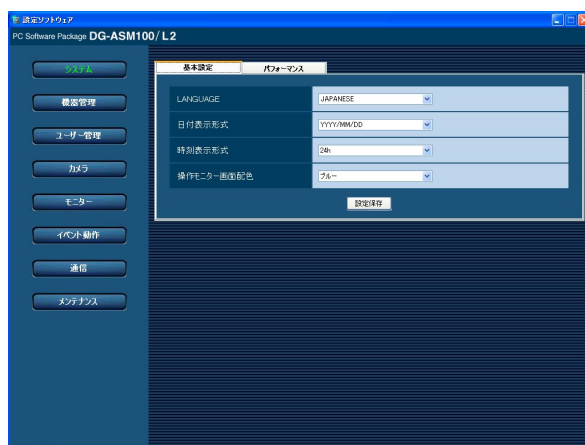 設定ソフトウェア
PC Software Package DG-ASM100/L2
システム
機器管理
ユーザー管理
カメラ
モニター
イベント動作
通信
メンテナンス
基本設定 パフォーマンス
LANGUAGE JAPANESE
日付表示形式 YYYY/MM/DD
時刻表示形式 24h
操作モニター画面配色 ブルー
設定保存